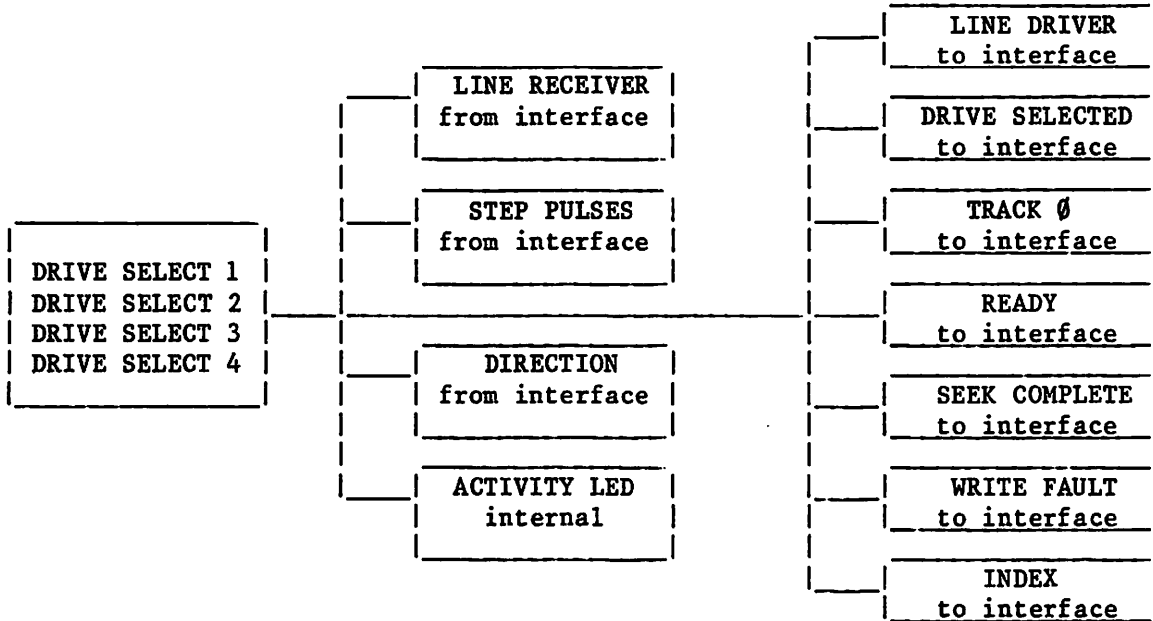 DRIVE SELECT 1
DRIVE SELECT 2
DRIVE SELECT 3
DRIVE SELECT 4
LINE RECEIVER
from interface
STEP PULSES
from interface
DIRECTION
from interface
ACTIVITY LED
internal
LINE DRIVER
to interface
DRIVE SELECTED
to interface
TRACK Ø
to interface
READY
to interface
SEEK COMPLETE
to interface
WRITE FAULT
to interface
INDEX
to interface